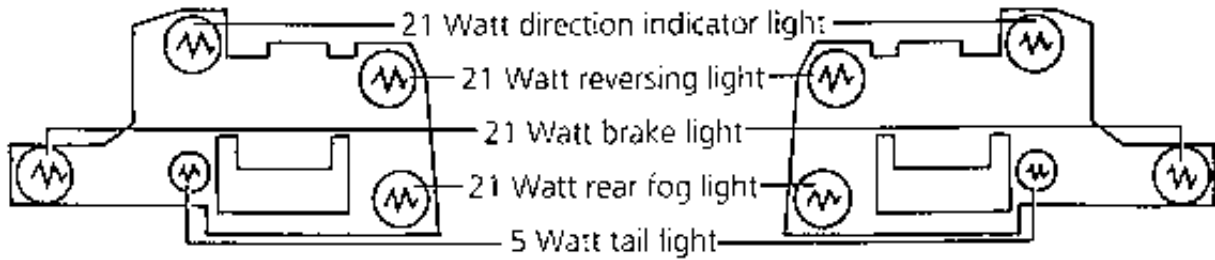 21 Watt direction indicator light
21 Watt reversing light
21 Watt brake light
21 Watt rear fog light
5 Watt tail light